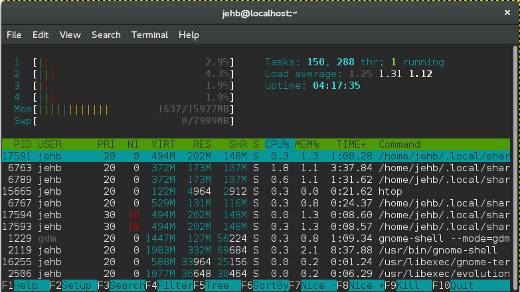 jehb@localhost:~
File Edit View Search Terminal Help
1 [|| 2.9%] Tasks: 150, 288 thr; 1 running
2 [||| 4.3%] Load average: 1.25 1.31 1.12
3 [|| 1.9%] Uptime: 04:17:35
4 [||| 1.9%]
Mem[|||||||||||||| 1637/15977MB]
Swp[ 0/7999MB]
PID USER PRI NI VIRT RES SHR S CPU% MEM% TIME+ Command
17591 jehb 20 0 494M 202M 148M S 0.3 1.3 1:08.28 /home/jehb/.local/shar
6763 jehb 20 0 372M 173M 107M S 1.6 1.1 3:37.84 /home/jehb/.local/shar
6798 jehb 20 0 372M 173M 107M S 0.6 1.1 0:31.62 /home/jehb/.local/shar
15665 jehb 20 0 122M 4964 2912 S 0.3 0.0 0:21.62 htop
6767 jehb 20 0 529M 131M 116M S 0.3 0.8 0:24.37 /home/jehb/.local/shar
17594 jehb 30 10 494M 202M 148M S 0.3 1.3 0:08.60 /home/jehb/.local/shar
17593 jehb 30 10 494M 202M 148M S 0.0 1.3 0:08.57 /home/jehb/.local/shar
1229 gdm 20 0 1447M 127M 56224 S 0.3 0.8 1:09.34 gnome-shell --mode=gdm
2119 jehb 20 0 1983M 332M 69684 S 0.3 2.1 8:37.88 /usr/bin/gnome-shell
16255 jehb 20 0 588M 33964 25156 S 0.0 0.2 0:01.29 /usr/libexec/gnome-ter
2506 jehb 20 0 1077M 36648 30464 S 0.0 0.2 0:06.29 /usr/libexec/evolution
F1Help F2Setup F3Search F4Filter F5Tree F6SortBy F7Nice - F8Nice + F9Kill F10Quit